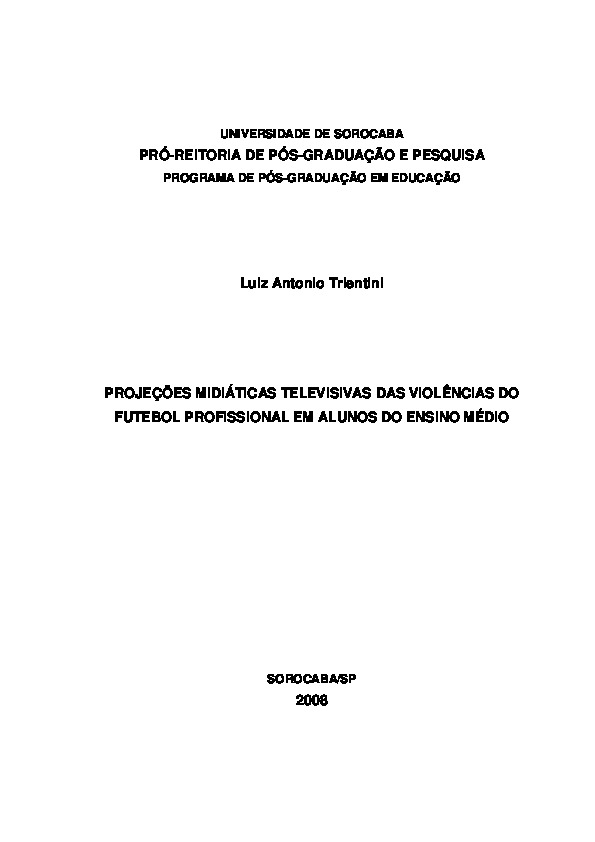 UNIVERSIDADE DE SOROCABA
PRÓ-REITORIA DE PÓS-GRADUAÇÃO E PESQUISA
PROGRAMA DE PÓS-GRADUAÇÃO EM EDUCAÇÃO
Luiz Antonio Trientini
PROJEÇÕES MIDIÁTICAS TELEVISIVAS DAS VIOLÊNCIAS DO
FUTEBOL PROFISSIONAL EM ALUNOS DO ENSINO MÉDIO
SOROCABA/SP
2008